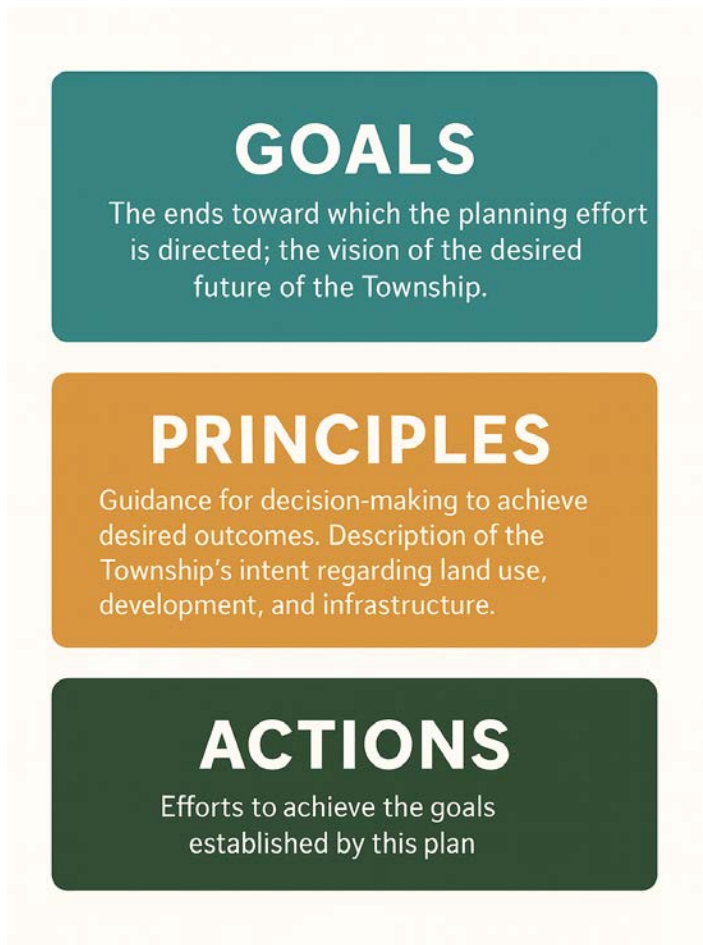 GOALS
The ends toward which the planning effort
is directed; the vision of the desired
future of the Township.
PRINCIPLES
Guidance for decision-making to achieve
desired outcomes. Description of the
Township's intent regarding land use,
development, and infrastructure.
ACTIONS
Efforts to achieve the goals
established by this plan